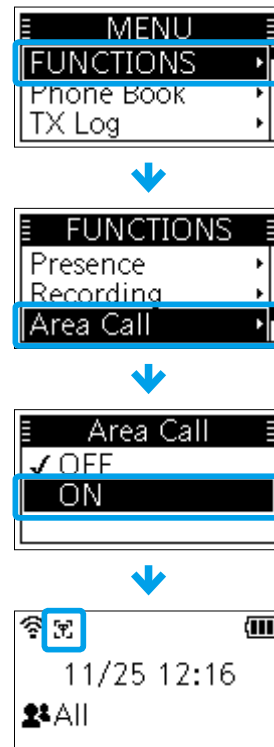 MENU
FUNCTIONS
Phone Book
TX Log
FUNCTIONS
Presence
Recording
Area Call
Area Call
✓ OFF
ON
11/25 12:16
All